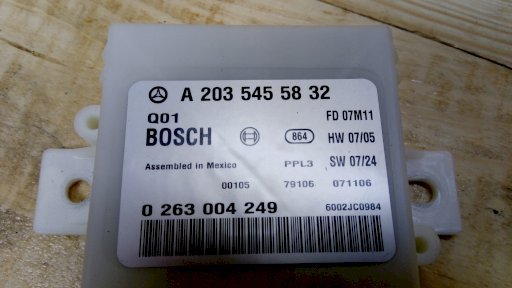 A 203 545 58 32
Q01 FD 07M11
BOSCH 864 HW 07/05
Assembled in Mexico PPL3 SW 07/24
00105 79106 071106
0 263 004 249 6002JC0984